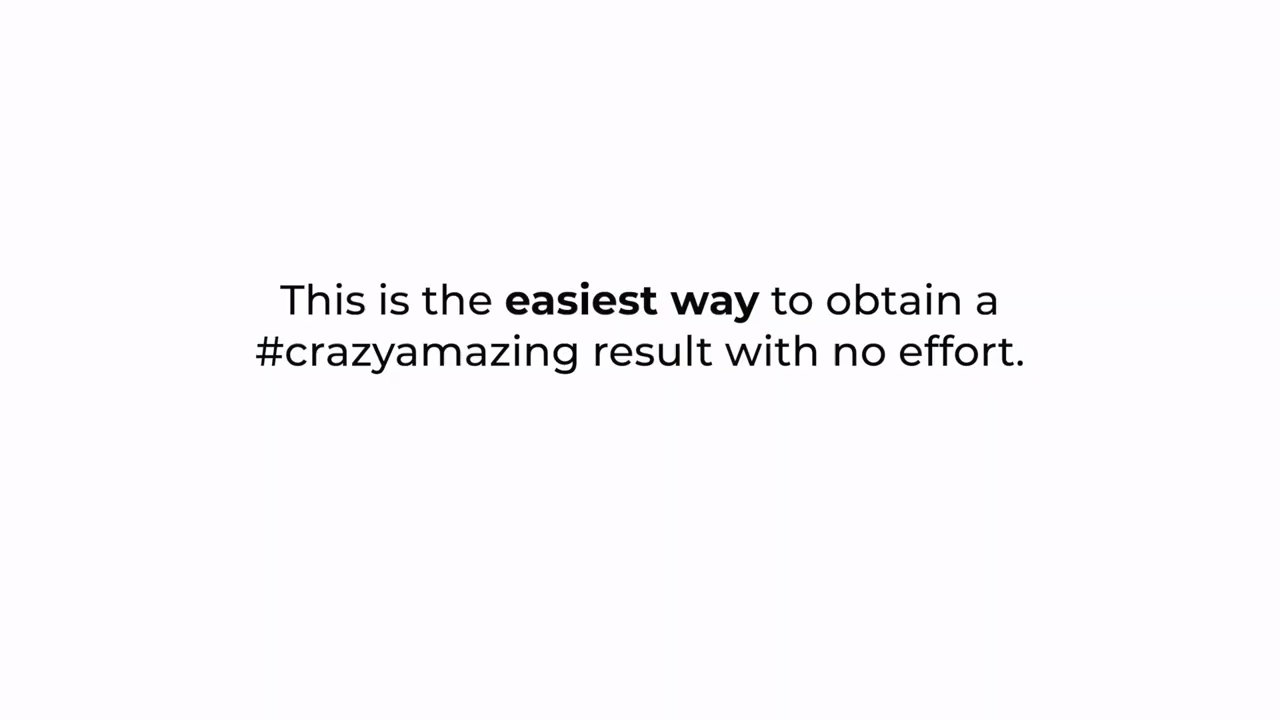 This is the easiest way to obtain a
#crazyamazing result with no effort.